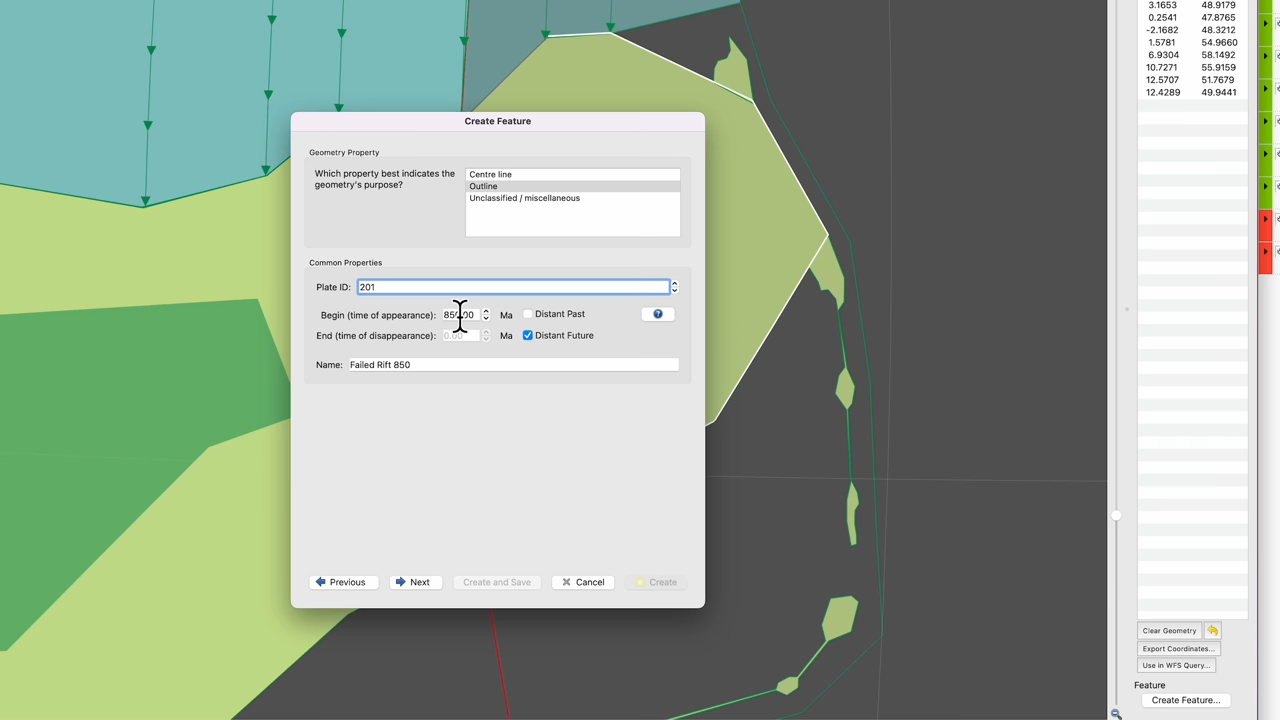 3.1653 48.9179
0.2541 47.8765
-2.1682 48.3212
1.5781 54.9660
6.9304 58.1492
10.7271 55.9159
12.5707 51.7679
12.4289 49.9441
Create Feature
Geometry Property
Which property best indicates the
geometry's purpose?
Centre line
Outline
Unclassified / miscellaneous
Common Properties
Plate ID: 201
Begin (time of appearance): 850.00 Ma Distant Past
End (time of disappearance): 0.00 Ma Distant Future
Name: Failed Rift 850
Previous Next Create and Save Cancel Create
Clear Geometry
Export Coordinates...
Use in WFS Query...
Feature
Create Feature...